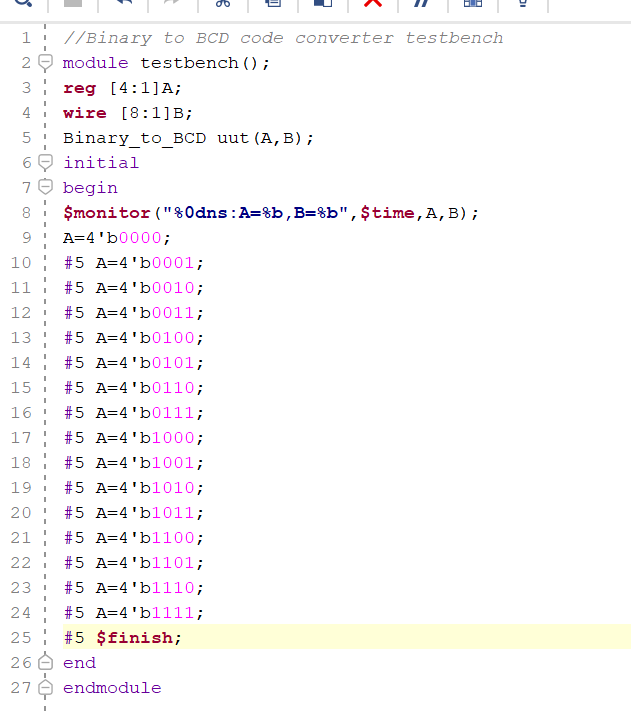 1 //Binary to BCD code converter testbench
2 module testbench();
3 reg [4:1]A;
4 wire [8:1]B;
5 Binary_to_BCD uut(A,B);
6 initial
7 begin
8 $monitor("%0dns:A=%b,B=%b",$time,A,B);
9 A=4'b0000;
10 #5 A=4'b0001;
11 #5 A=4'b0010;
12 #5 A=4'b0011;
13 #5 A=4'b0100;
14 #5 A=4'b0101;
15 #5 A=4'b0110;
16 #5 A=4'b0111;
17 #5 A=4'b1000;
18 #5 A=4'b1001;
19 #5 A=4'b1010;
20 #5 A=4'b1011;
21 #5 A=4'b1100;
22 #5 A=4'b1101;
23 #5 A=4'b1110;
24 #5 A=4'b1111;
25 #5 $finish;
26 end
27 endmodule